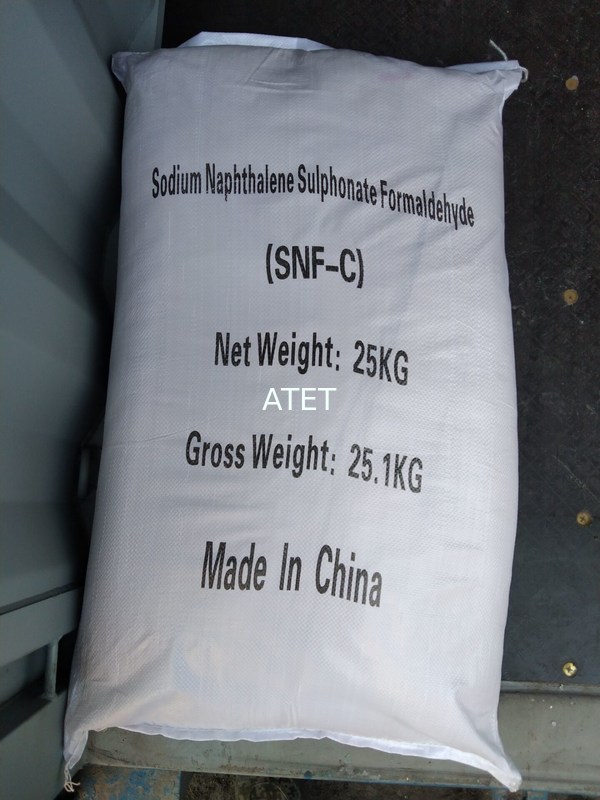 Sodium Naphthalene Sulphonate Formaldehyde
(SNF-C)
Net Weight: 25KG
ATET
Gross Weight: 25.1KG
Made In China